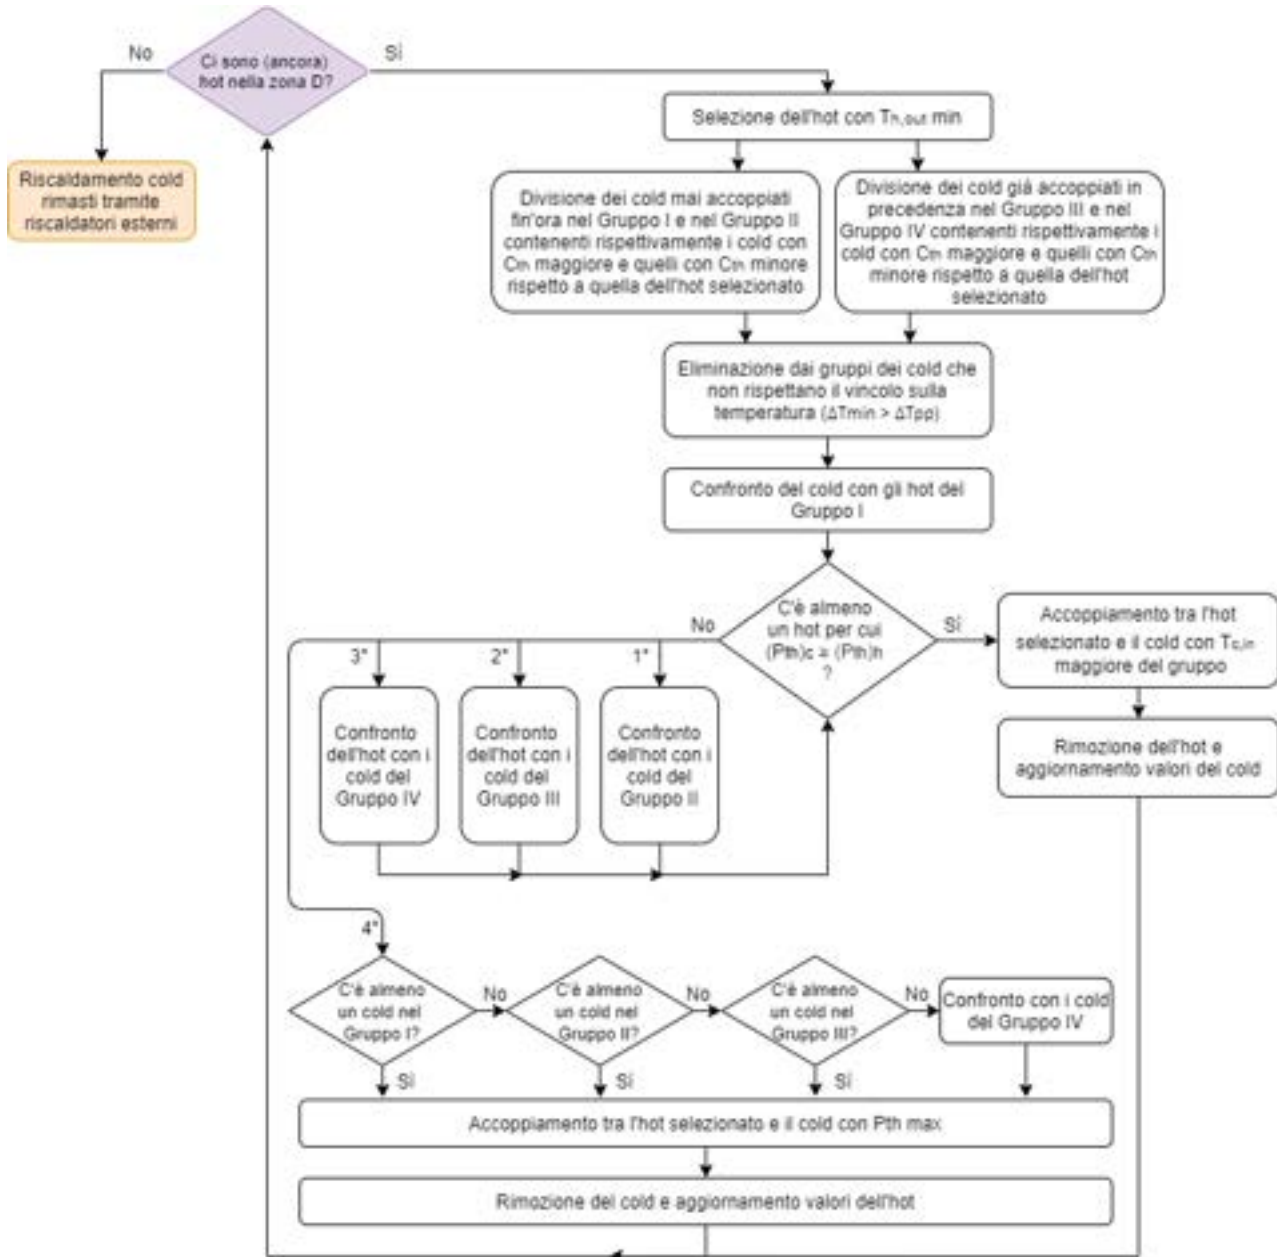 No
Ci sono (ancora)
hot nella zona D?
Sí
Selezione dell'hot con Th,out min
Riscaldamento cold
rimasti tramite
riscaldatori esterni
Divisione dei cold mai accoppiati
fin'ora nel Gruppo I e nel Gruppo II
contenenti rispettivamente i cold con
Cth maggiore e quelli con Cth minore
rispetto a quella dell'hot selezionato
Divisione dei cold già accoppiati in
precedenza nel Gruppo III e nel
Gruppo IV contenenti rispettivamente i
cold con Cth maggiore e quelli con Cth
minore rispetto a quella dell'hot
selezionato
Eliminazione dai gruppi dei cold che
non rispettano il vincolo sulla
temperatura (ΔTmin > ΔTpp)
Confronto del cold con gli hot del
Gruppo I
C'è almeno
un hot per cui
(Pth)c ≥ (Pth)h
?
No
Sí
Accoppiamento tra l'hot
selezionato e il cold con Tc,in
maggiore del gruppo
Rimozione dell'hot e
aggiornamento valori del cold
3°
2°
1°
Confronto
dell'hot con i
cold del
Gruppo IV
Confronto
dell'hot con i
cold del
Gruppo III
Confronto
dell'hot con i
cold del
Gruppo II
4°
C'è almeno
un cold nel
Gruppo I?
No
C'è almeno
un cold nel
Gruppo II?
No
C'è almeno
un cold nel
Gruppo III?
No
Confronto con i cold
del Gruppo IV
Sí
Sí
Sí
Accoppiamento tra l'hot selezionato e il cold con Pth max
Rimozione del cold e aggiornamento valori dell'hot